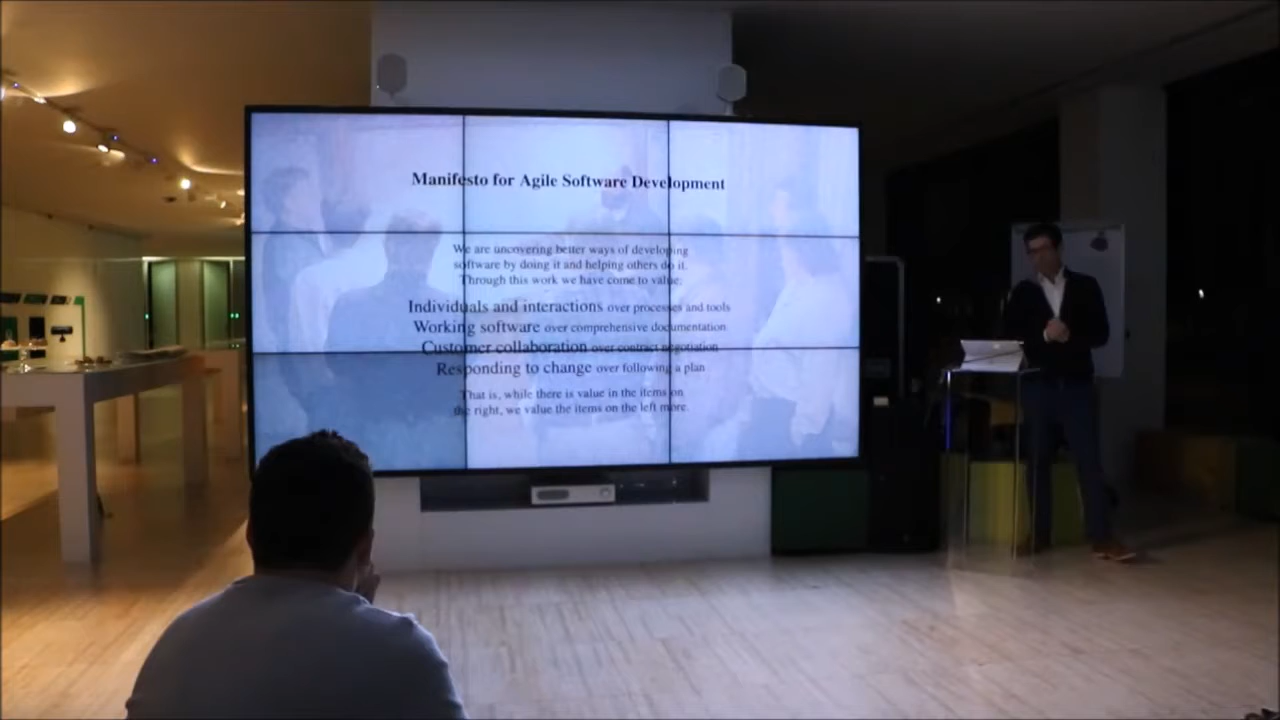 Manifesto for Agile Software Development
We are uncovering better ways of developing
software by doing it and helping others do it.
Through this work we have come to value:
Individuals and interactions over processes and tools
Working software over comprehensive documentation
Customer collaboration over contract negotiation
Responding to change over following a plan
That is, while there is value in the items on
the right, we value the items on the left more.